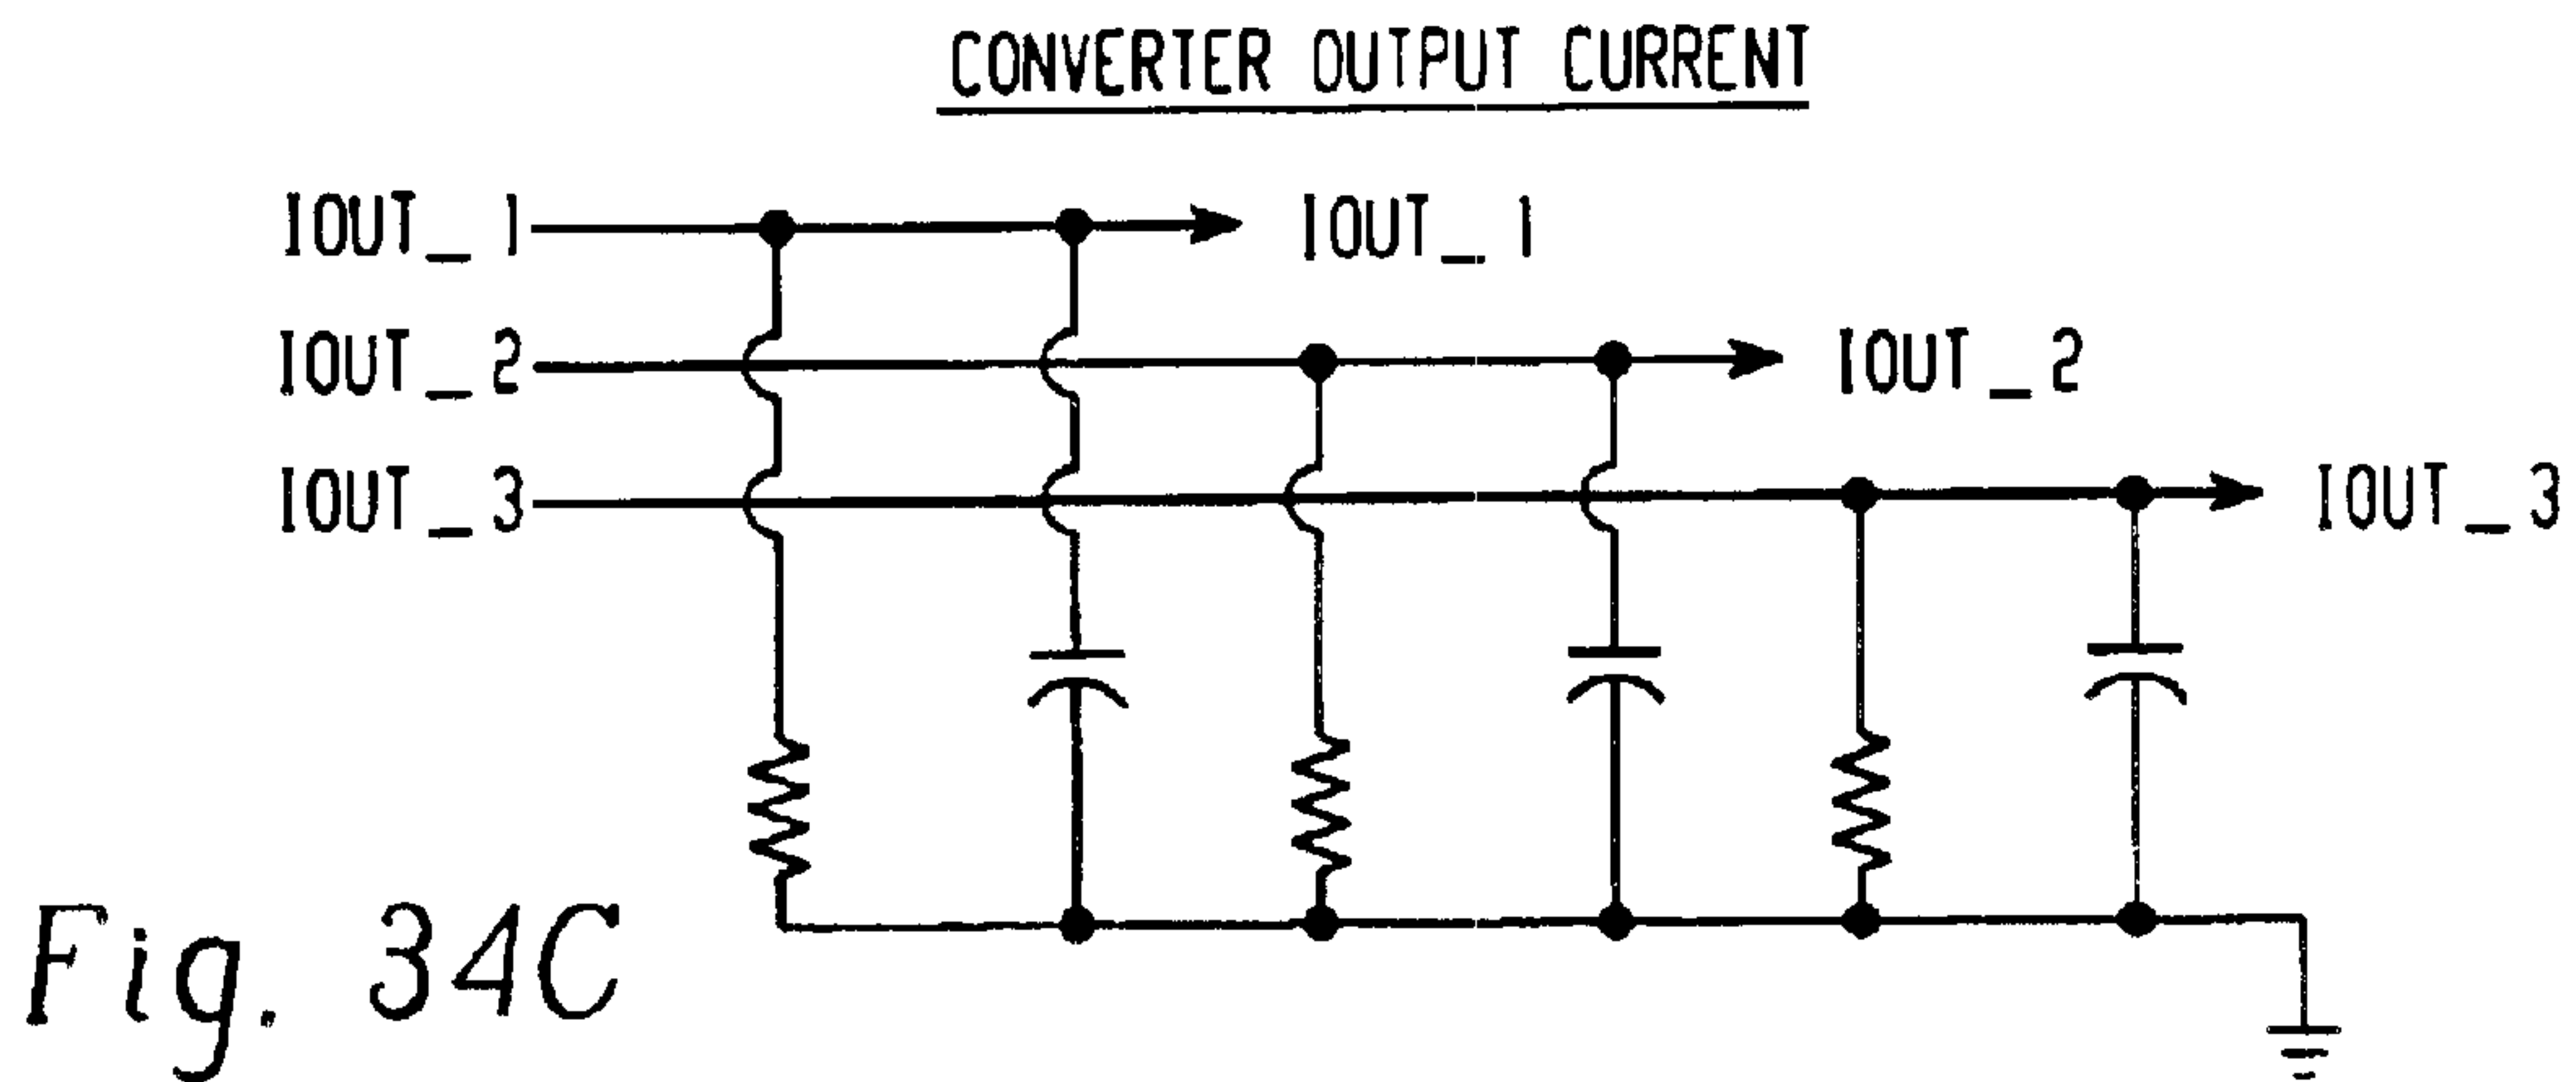 CONVERTER OUTPUT CURRENT
IOUT_1
IOUT_1
IOUT_2
IOUT_2
IOUT_3
IOUT_3
Fig. 34C